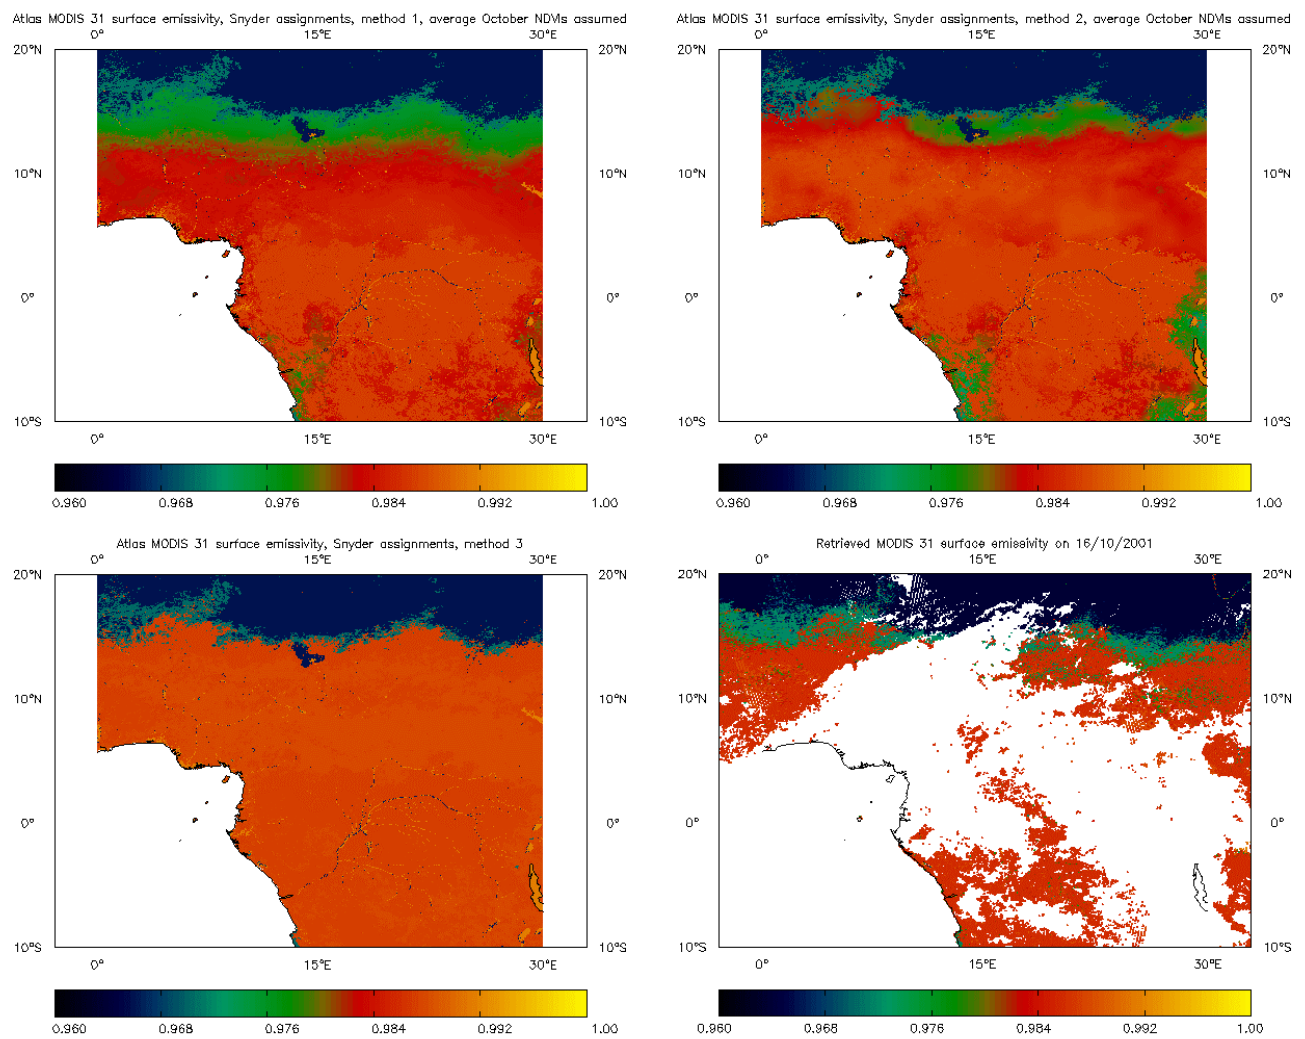 Atlas MODIS 31 surface emissivity, Snyder assignments, method 1, average October NDVIs assumed
0° 15°E 30°E
20°N 20°N
10°N 10°N
0° 0°
10°S 10°S
0° 15°E 30°E
0.960 0.968 0.976 0.984 0.992 1.00
Atlas MODIS 31 surface emissivity, Snyder assignments, method 2, average October NDVIs assumed
0° 15°E 30°E
20°N 20°N
10°N 10°N
0° 0°
10°S 10°S
0° 15°E 30°E
0.960 0.968 0.976 0.984 0.992 1.00
Atlas MODIS 31 surface emissivity, Snyder assignments, method 3
0° 15°E 30°E
20°N 20°N
10°N 10°N
0° 0°
10°S 10°S
0° 15°E 30°E
0.960 0.968 0.976 0.984 0.992 1.00
Retrieved MODIS 31 surface emissivity on 16/10/2001
0° 15°E 30°E
20°N 20°N
10°N 10°N
0° 0°
10°S 10°S
0° 15°E 30°E
0.960 0.968 0.976 0.984 0.992 1.00